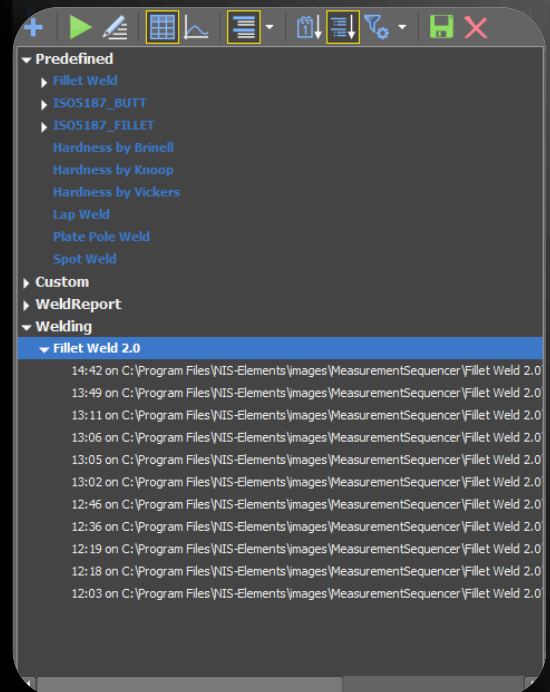 Predefined
Fillet Weld
ISO5187_BUTT
ISO5187_FILLET
Hardness by Brinell
Hardness by Knoop
Hardness by Vickers
Lap Weld
Plate Pole Weld
Spot Weld
Custom
WeldReport
Welding
Fillet Weld 2.0
14:42 on C:\Program Files\NIS-Elements\images\MeasurementSequencer\Fillet Weld 2.0\
13:49 on C:\Program Files\NIS-Elements\images\MeasurementSequencer\Fillet Weld 2.0\
13:11 on C:\Program Files\NIS-Elements\images\MeasurementSequencer\Fillet Weld 2.0\
13:06 on C:\Program Files\NIS-Elements\images\MeasurementSequencer\Fillet Weld 2.0\
13:05 on C:\Program Files\NIS-Elements\images\MeasurementSequencer\Fillet Weld 2.0\
13:02 on C:\Program Files\NIS-Elements\images\MeasurementSequencer\Fillet Weld 2.0\
12:46 on C:\Program Files\NIS-Elements\images\MeasurementSequencer\Fillet Weld 2.0\
12:36 on C:\Program Files\NIS-Elements\images\MeasurementSequencer\Fillet Weld 2.0\
12:19 on C:\Program Files\NIS-Elements\images\MeasurementSequencer\Fillet Weld 2.0\
12:18 on C:\Program Files\NIS-Elements\images\MeasurementSequencer\Fillet Weld 2.0\
12:03 on C:\Program Files\NIS-Elements\images\MeasurementSequencer\Fillet Weld 2.0\